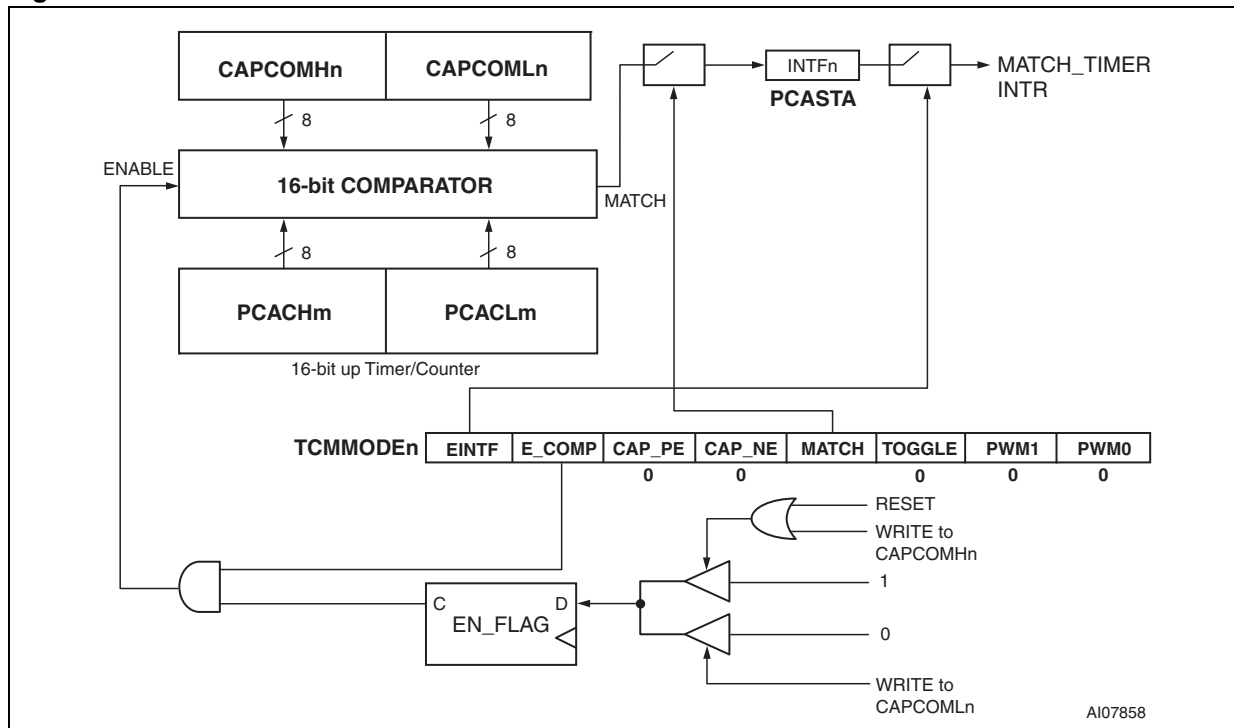 CAPCOMHn
CAPCOMLn
INTFn
PCASTA
MATCH_TIMER
INTR
8
8
ENABLE
16-bit COMPARATOR
MATCH
8
8
PCACHm
PCACLm
16-bit up Timer/Counter
TCMMODEn EINTF E_COMP CAP_PE CAP_NE MATCH TOGGLE PWM1 PWM0
0 0 0 0 0
RESET
WRITE to
CAPCOMHn
1
C D
EN_FLAG
0
WRITE to
CAPCOMLn
AI07858